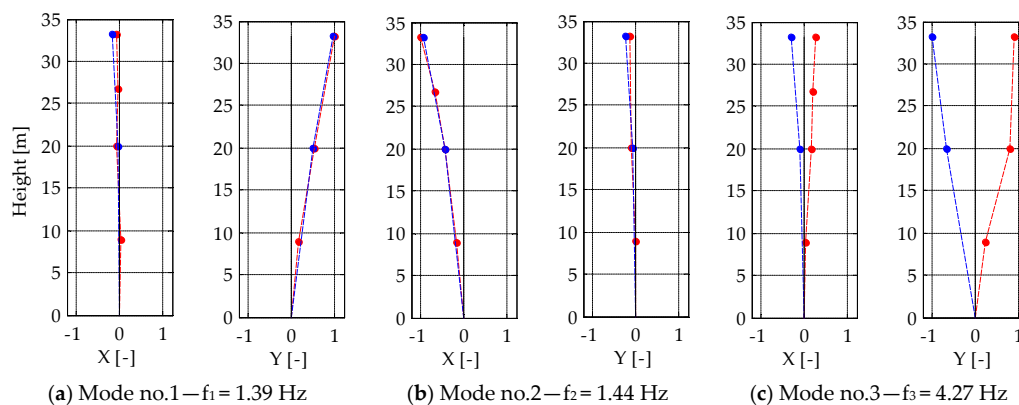 35 35 35 35 35 35
30 30 30 30 30 30
25 25 25 25 25 25
20 20 20 20 20 20
15 15 15 15 15 15
10 10 10 10 10 10
5 5 5 5 5 5
0 0 0 0 0 0
Height [m]
-1 0 1 -1 0 1 -1 0 1 -1 0 1 -1 0 1 -1 0 1
X [-] Y [-] X [-] Y [-] X [-] Y [-]
(a) Mode no.1—f1= 1.39 Hz (b) Mode no.2—f2= 1.44 Hz (c) Mode no.3—f3= 4.27 Hz